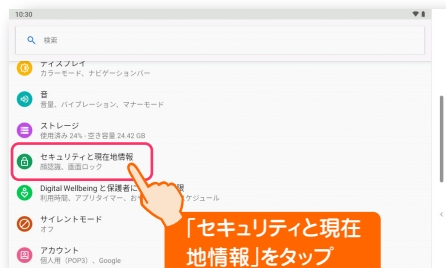 10:30
検索
ディスプレイ
カラーモード、ナビゲーションバー
音
音量、バイブレーション、マナーモード
ストレージ
使用済み 24% - 空き容量 24.42 GB
セキュリティと現在地情報
顔認識、画面ロック
Digital Wellbeing と保護者に 限
利用時間、アプリタイマー、お ケジュール
サイレントモード
オフ
アカウント
個人用（POP3）、Google
「セキュリティと現在
地情報」をタップ